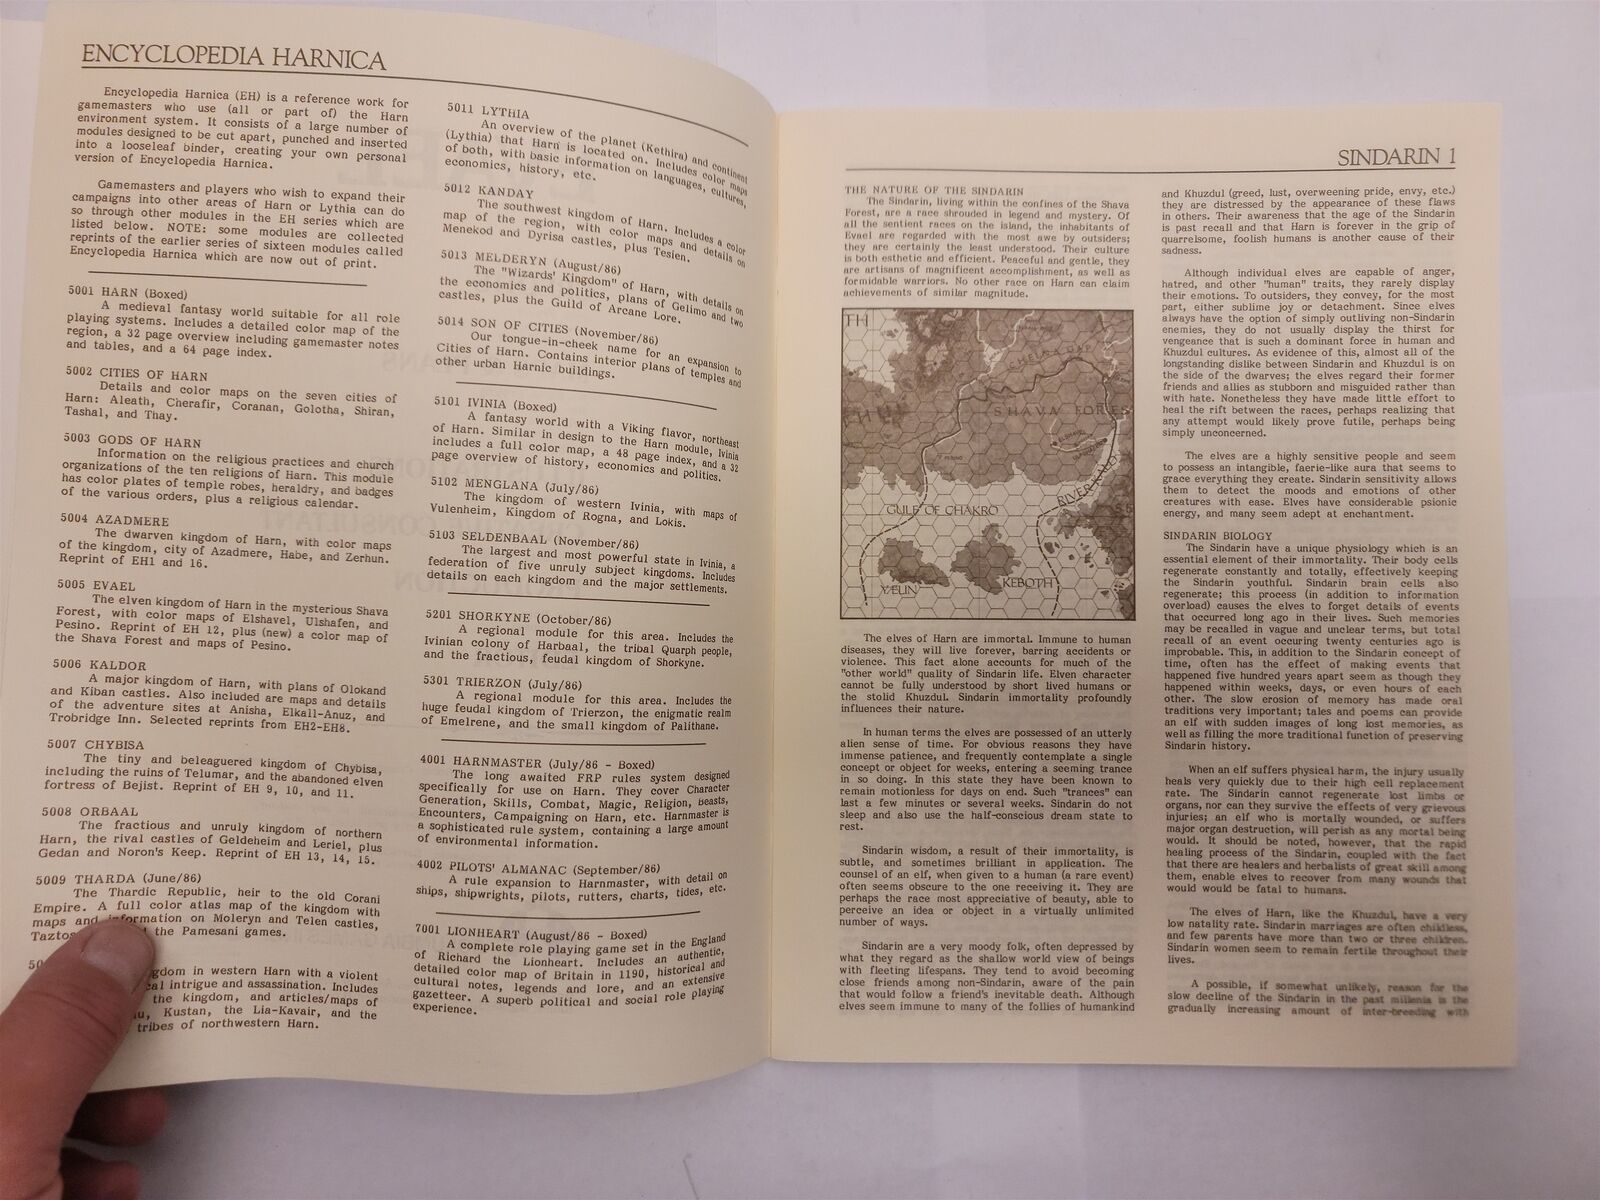 ENCYCLOPEDIA HARNICA
Encyclopedia Harnica (EH) is a reference work for
gamemasters who use (all or part of) the Harn
environment system. It consists of a large number of
modules designed to be cut apart, punched and inserted
into a looseleaf binder, creating your own personal
version of Encyclopedia Harnica.
Gamemasters and players who wish to expand their
campaigns into other areas of Harn or Lythia can do
so through other modules in the EH series which are
listed below. NOTE: some modules are collected
reprints of the earlier series of sixteen modules called
Encyclopedia Harnica which are now out of print.
5001 HARN (Boxed)
A medieval fantasy world suitable for all role
playing systems. Includes a detailed color map of the
region, a 32 page overview including gamemaster notes
and tables, and a 64 page index.
5002 CITIES OF HARN
Details and color maps on the seven cities of
Harn: Aleath, Cherafir, Coranan, Golotha, Shiran,
Tashal, and Thay.
5003 GODS OF HARN
Information on the religious practices and church
organizations of the ten religions of Harn. This module
has color plates of temple robes, heraldry, and badges
of the various orders, plus a religious calendar.
5004 AZADMERE
The dwarven kingdom of Harn, with color maps
of the kingdom, city of Azadmere, Habe, and Zerhun.
Reprint of EH1 and 16.
5005 EVAEL
The elven kingdom of Harn in the mysterious Shava
Forest, with color maps of Elshavel, Ulshafen, and
Pesino. Reprint of EH 12, plus (new) a color map of
the Shava Forest and maps of Pesino.
5006 KALDOR
A major kingdom of Harn, with plans of Olokand
and Kiban castles. Also included are maps and details
of the adventure sites at Anisha, Elkall-Anuz, and
Trobridge Inn. Selected reprints from EH2-EH8.
5007 CHYBISA
The tiny and beleaguered kingdom of Chybisa,
including the ruins of Telumar, and the abandoned elven
fortress of Bejist. Reprint of EH 9, 10, and 11.
5008 ORBAAL
The fractious and unruly kingdom of northern
Harn, the rival castles of Geldeheim and Leriel, plus
Gedan and Noron's Keep. Reprint of EH 13, 14, 15.
5009 THARDA (June/86)
The Thardic Republic, heir to the old Corani
Empire. A full color atlas map of the kingdom with
maps and information on Moleryn and Telen castles,
the Pamesani games.
in western Harn with a violent
intrigue and assassination. Includes
the kingdom, and articles/maps of
Kustan, the Lia-Kavair, and the
tribes of northwestern Harn.
5011 LYTHIA
An overview of the planet (Kethira) and continent
(Lythia) that Harn is located on. Includes color maps
of both, with basic information on languages, cultures,
economics, history, etc.
5012 KANDAY
The southwest kingdom of Harn. Includes a color
map of the region, with color maps and details on
Menekod and Dyrisa castles, plus Tesien.
5013 MELDERYN (August/86)
The "Wizards' Kingdom" of Harn, with details on
the economics and politics, plans of Gelimo and two
castles, plus the Guild of Arcane Lore.
5014 SON OF CITIES (November/86)
Our tongue-in-cheek name for an expansion to
Cities of Harn. Contains interior plans of temples and
other urban Harnic buildings.
5101 IVINIA (Boxed)
A fantasy world with a Viking flavor, northeast
of Harn. Similar in design to the Harn module, Ivinia
includes a full color map, a 48 page index, and a 32
page overview of history, economics and politics.
5102 MENGLANA (July/86)
The kingdom of western Ivinia, with maps of
Vulenheim, Kingdom of Rogna, and Lokis.
5103 SELDENBAAL (November/86)
The largest and most powerful state in Ivinia, a
federation of five unruly subject kingdoms. Includes
details on each kingdom and the major settlements.
5201 SHORKYNE (October/86)
A regional module for this area. Includes the
Ivinian colony of Harbaal, the tribal Quarph people,
and the fractious, feudal kingdom of Shorkyne.
5301 TRIERZON (July/86)
A regional module for this area. Includes the
huge feudal kingdom of Trierzon, the enigmatic realm
of Emelrene, and the small kingdom of Palithane.
4001 HARNMASTER (July/86 - Boxed)
The long awaited FRP rules system designed
specifically for use on Harn. They cover Character
Generation, Skills, Combat, Magic, Religion, Beasts,
Encounters, Campaigning on Harn, etc. Harnmaster is
a sophisticated rule system, containing a large amount
of environmental information.
4002 PILOTS' ALMANAC (September/86)
A rule expansion to Harnmaster, with detail on
ships, shipwrights, pilots, rutters, charts, tides, etc.
7001 LIONHEART (August/86 - Boxed)
A complete role playing game set in the England
of Richard the Lionheart. Includes an authentic,
detailed color map of Britain in 1190, historical and
cultural notes, legends and lore, and an extensive
gazetteer. A superb political and social role playing
experience.
SINDARIN 1
THE NATURE OF THE SINDARIN
The Sindarin, living within the confines of the Shava
Forest, are a race shrouded in legend and mystery. Of
all the sentient races on the island, the inhabitants of
Evael are regarded with the most awe by outsiders;
they are certainly the least understood. Their culture
is both esthetic and efficient. Peaceful and gentle, they
are artisans of magnificent accomplishment, as well as
formidable warriors. No other race on Harn can claim
achievements of similar magnitude.
SHAVA FORES
RIVER KALD
GULF OF CHAKRO
YÆLIN
KEBOTH
The elves of Harn are immortal. Immune to human
diseases, they will live forever, barring accidents or
violence. This fact alone accounts for much of the
"other world" quality of Sindarin life. Elven character
cannot be fully understood by short lived humans or
the stolid Khuzdul. Sindarin immortality profoundly
influences their nature.
In human terms the elves are possessed of an utterly
alien sense of time. For obvious reasons they have
immense patience, and frequently contemplate a single
concept or object for weeks, entering a seeming trance
in so doing. In this state they have been known to
remain motionless for days on end. Such "trances" can
last a few minutes or several weeks. Sindarin do not
sleep and also use the half-conscious dream state to
rest.
Sindarin wisdom, a result of their immortality, is
subtle, and sometimes brilliant in application. The
counsel of an elf, when given to a human (a rare event)
often seems obscure to the one receiving it. They are
perhaps the race most appreciative of beauty, able to
perceive an idea or object in a virtually unlimited
number of ways.
Sindarin are a very moody folk, often depressed by
what they regard as the shallow world view of beings
with fleeting lifespans. They tend to avoid becoming
close friends among non-Sindarin, aware of the pain
that would follow a friend's inevitable death. Although
elves seem immune to many of the follies of humankind
and Khuzdul (greed, lust, overweening pride, envy, etc.)
they are distressed by the appearance of these flaws
in others. Their awareness that the age of the Sindarin
is past recall and that Harn is forever in the grip of
quarrelsome, foolish humans is another cause of their
sadness.
Although individual elves are capable of anger,
hatred, and other "human" traits, they rarely display
their emotions. To outsiders, they convey, for the most
part, either sublime joy or detachment. Since elves
always have the option of simply outliving non-Sindarin
enemies, they do not usually display the thirst for
vengeance that is such a dominant force in human and
Khuzdul cultures. As evidence of this, almost all of the
longstanding dislike between Sindarin and Khuzdul is on
the side of the dwarves; the elves regard their former
friends and allies as stubborn and misguided rather than
with hate. Nonetheless they have made little effort to
heal the rift between the races, perhaps realizing that
any attempt would likely prove futile, perhaps being
simply unconcerned.
The elves are a highly sensitive people and seem
to possess an intangible, faerie-like aura that seems to
grace everything they create. Sindarin sensitivity allows
them to detect the moods and emotions of other
creatures with ease. Elves have considerable psionic
energy, and many seem adept at enchantment.
SINDARIN BIOLOGY
The Sindarin have a unique physiology which is an
essential element of their immortality. Their body cells
regenerate constantly and totally, effectively keeping
the Sindarin youthful. Sindarin brain cells also
regenerate; this process (in addition to information
overload) causes the elves to forget details of events
that occurred long ago in their lives. Such memories
may be recalled in vague and unclear terms, but total
recall of an event occuring twenty centuries ago is
improbable. This, in addition to the Sindarin concept of
time, often has the effect of making events that
happened five hundred years apart seem as though they
happened within weeks, days, or even hours of each
other. The slow erosion of memory has made oral
traditions very important; tales and poems can provide
an elf with sudden images of long lost memories, as
well as filling the more traditional function of preserving
Sindarin history.
When an elf suffers physical harm, the injury usually
heals very quickly due to their high cell replacement
rate. The Sindarin cannot regenerate lost limbs or
organs, nor can they survive the effects of very grievous
injuries; an elf who is mortally wounded, or suffers
major organ destruction, will perish as any mortal being
would. It should be noted, however, that the rapid
healing process of the Sindarin, coupled with the fact
that there are healers and herbalists of great skill among
them, enable elves to recover from many wounds that
would would be fatal to humans.
The elves of Harn, like the Khuzdul, have a very
low natality rate. Sindarin marriages are often childless,
and few parents have more than two or three children.
Sindarin women seem to remain fertile throughout their
lives.
A possible, if somewhat unlikely, reason for the
slow decline of the Sindarin in the past millenia is the
gradually increasing amount of inter-breeding with